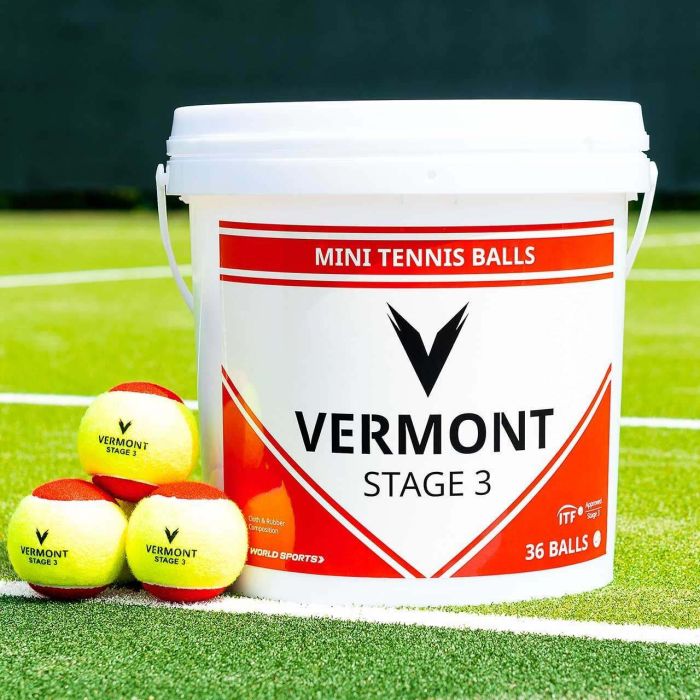 MINI TENNIS BALLS
VERMONT
STAGE 3
Cloth & Rubber
Composition
WORLD SPORTS
ITF
Approved
Stage 3
36 BALLS
VERMONT
STAGE 3
VERMONT
STAGE 3
VERMONT
STAGE 3